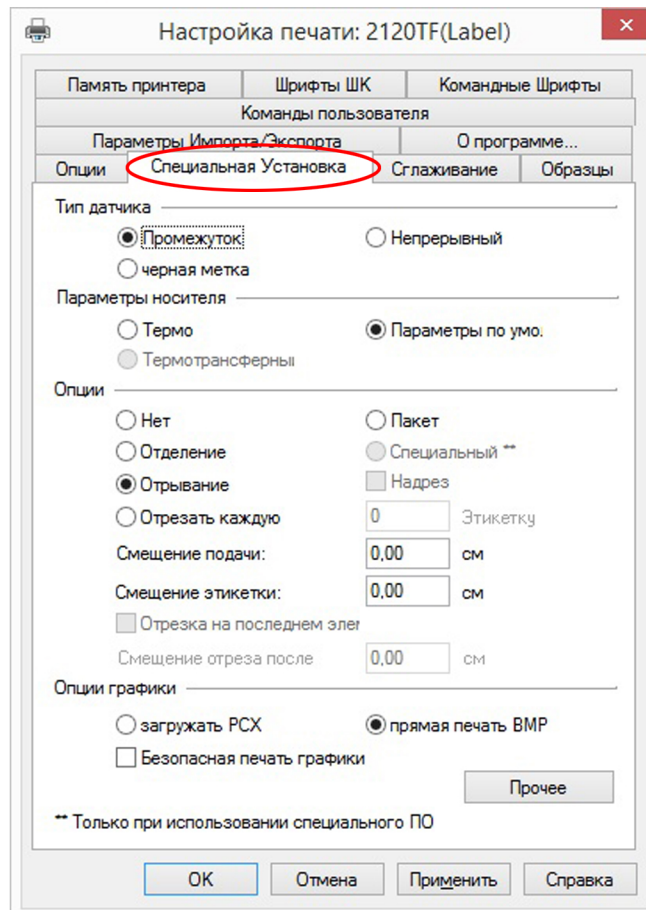 Настройка печати: 2120TF(Label)
Память принтера Шрифты ШК Командные Шрифты
Команды пользователя
Параметры Импорта/Экспорта О программе...
Опции Специальная Установка Сглаживание Образцы
Тип датчика
Промежуток Непрерывный
черная метка
Параметры носителя
Термо Параметры по умол
Термотрансферны
Опции
Нет Пакет
Отделение Специальный **
Отрывание Надрез
Отрезать каждую 0 Этикетку
Смещение подачи: 0,00 см
Смещение этикетки: 0,00 см
Отрезка на последнем элем
Смещение отреза после 0,00 см
Опции графики
загружать PCX прямая печать BMP
Безопасная печать графики
Прочее
** Только при использовании специального ПО
OK Отмена Применить Справка